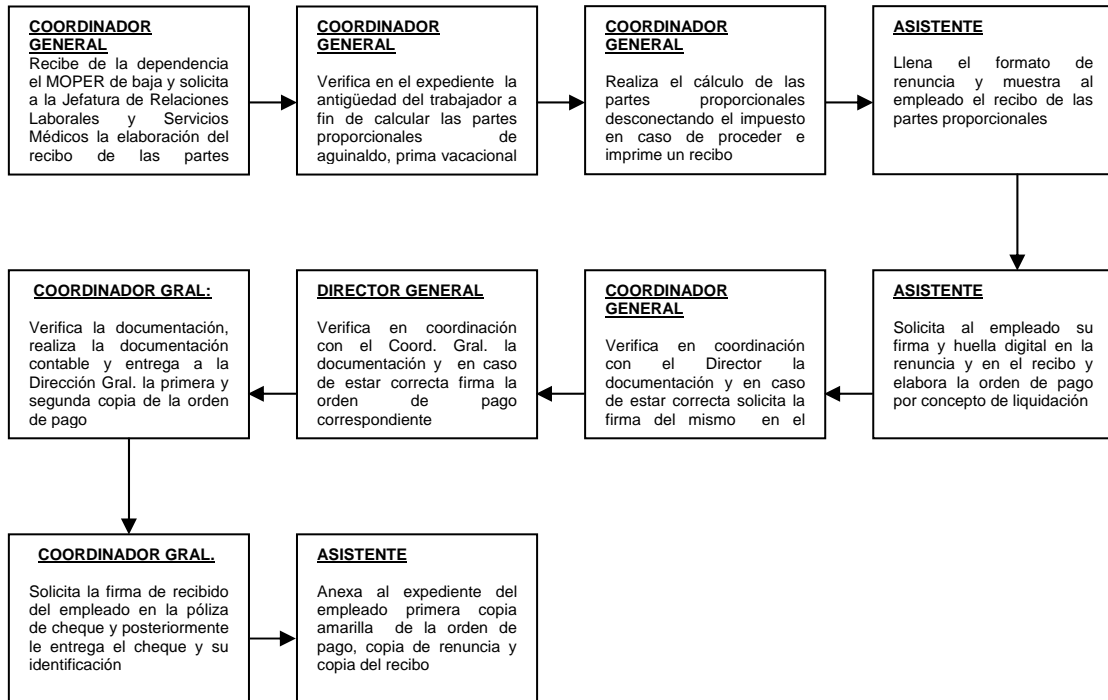 COORDINADOR
GENERAL
Recibe de la dependencia
el MOPER de baja y solicita
a la Jefatura de Relaciones
Laborales y Servicios
Médicos la elaboración del
recibo de las partes
COORDINADOR
GENERAL
Verifica en el expediente la
antigüedad del trabajador a
fin de calcular las partes
proporcionales de
aguinaldo, prima vacacional
COORDINADOR
GENERAL
Realiza el cálculo de las
partes proporcionales
desconectando el impuesto
en caso de proceder e
imprime un recibo
ASISTENTE
Llena el formato de
renuncia y muestra al
empleado el recibo de las
partes proporcionales
ASISTENTE
Solicita al empleado su
firma y huella digital en la
renuncia y en el recibo y
elabora la orden de pago
por concepto de liquidación
COORDINADOR
GENERAL
Verifica en coordinación
con el Director la
documentación y en caso
de estar correcta solicita la
firma del mismo en el
DIRECTOR GENERAL
Verifica en coordinación
con el Coord. Gral. la
documentación y en caso
de estar correcta firma la
orden de pago
correspondiente
COORDINADOR GRAL:
Verifica la documentación,
realiza la documentación
contable y entrega a la
Dirección Gral. la primera y
segunda copia de la orden
de pago
COORDINADOR GRAL.
Solicita la firma de recibido
del empleado en la póliza
de cheque y posteriormente
le entrega el cheque y su
identificación
ASISTENTE
Anexa al expediente del
empleado primera copia
amarilla de la orden de
pago, copia de renuncia y
copia del recibo